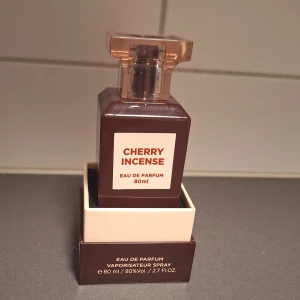 CHERRY
INCENSE
EAU DE PARFUM
80ml
EAU DE PARFUM
VAPORISATEUR SPRAY
e 80 ml / 80%Vol. / 2.7 FL.OZ.